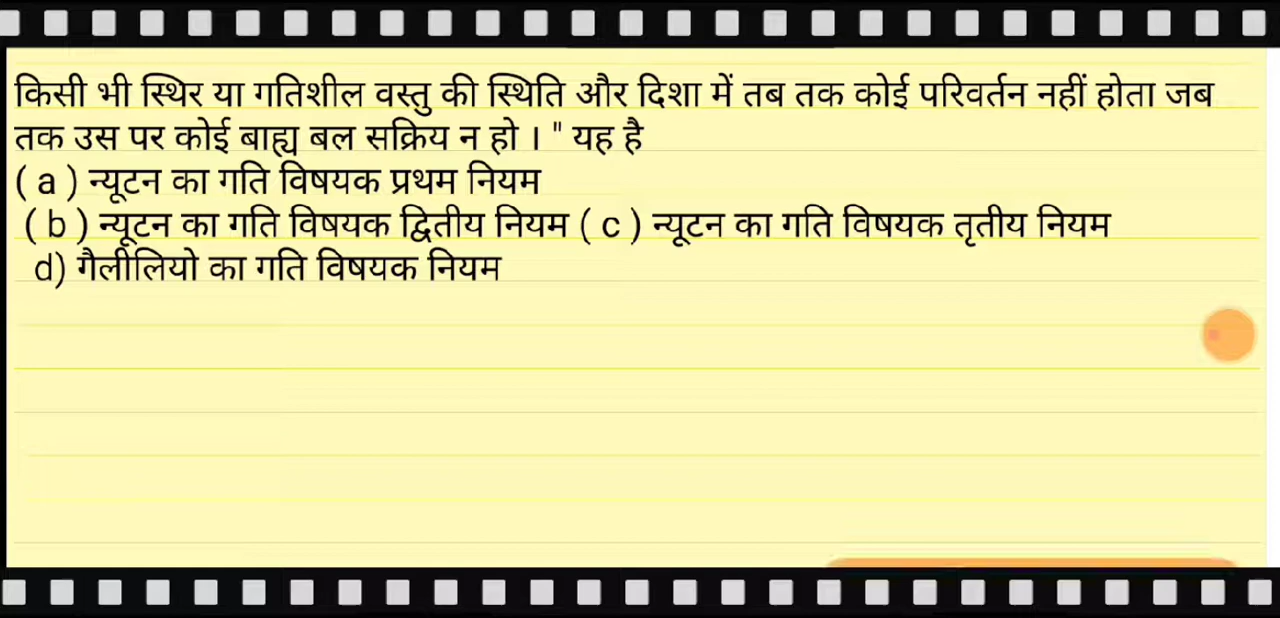 किसी भी स्थिर या गतिशील वस्तु की स्थिति और दिशा में तब तक कोई परिवर्तन नहीं होता जब
तक उस पर कोई बाह्य बल सक्रिय न हो । " यह है
( a ) न्यूटन का गति विषयक प्रथम नियम
( b ) न्यूटन का गति विषयक द्वितीय नियम ( c ) न्यूटन का गति विषयक तृतीय नियम
d) गैलीलियो का गति विषयक नियम